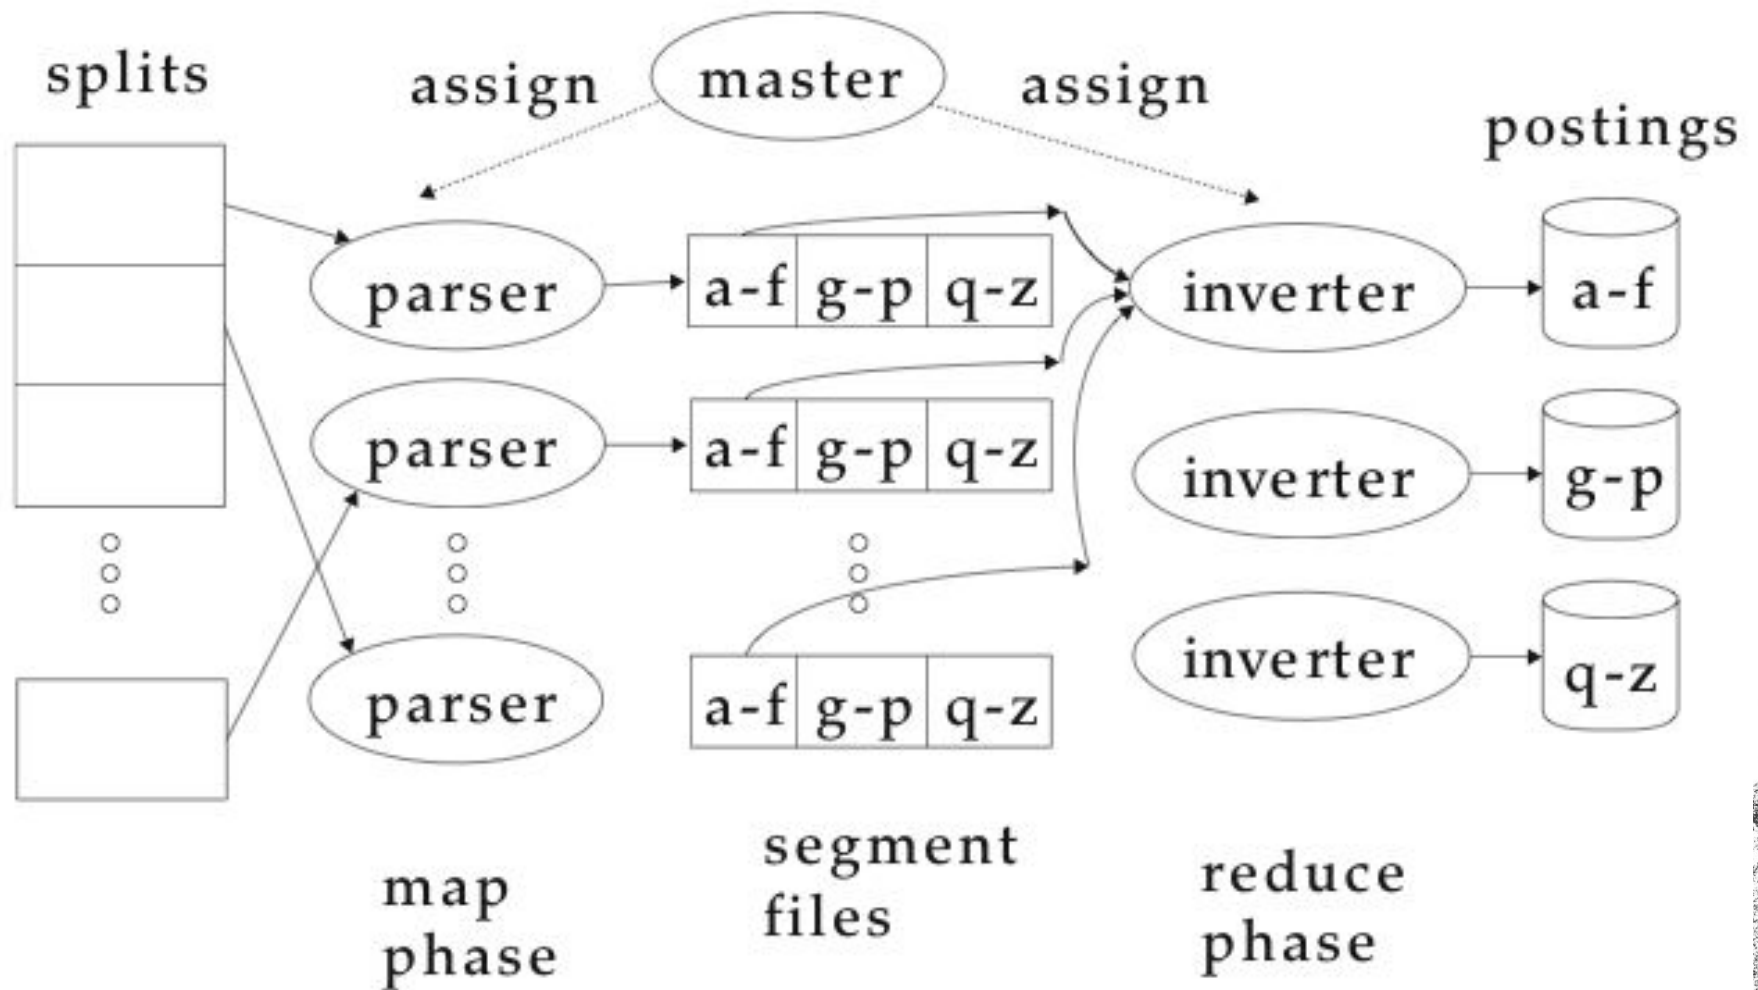 splits
assign
master
assign
postings
parser
a-f
g-p
q-z
inverter
a-f
parser
a-f
g-p
q-z
inverter
g-p
parser
a-f
g-p
q-z
inverter
q-z
map
phase
segment
files
reduce
phase